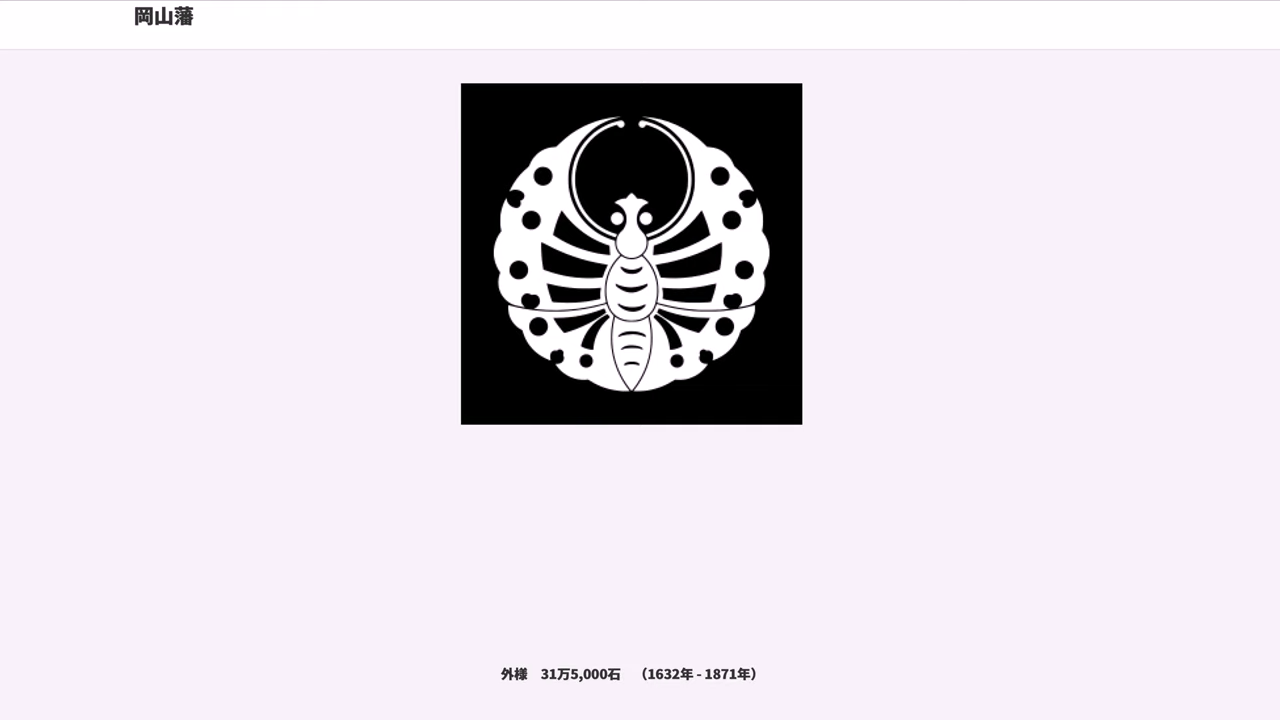 岡山藩
外様　31万5,000石　（1632年 - 1871年）